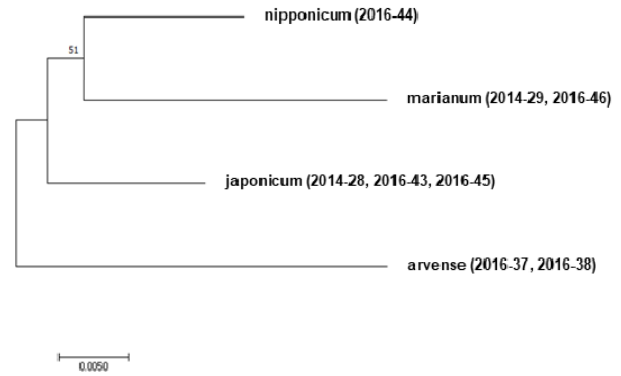 nipponicum (2016-44)
51
marianum (2014-29, 2016-46)
japonicum (2014-28, 2016-43, 2016-45)
arvense (2016-37, 2016-38)
0.0050